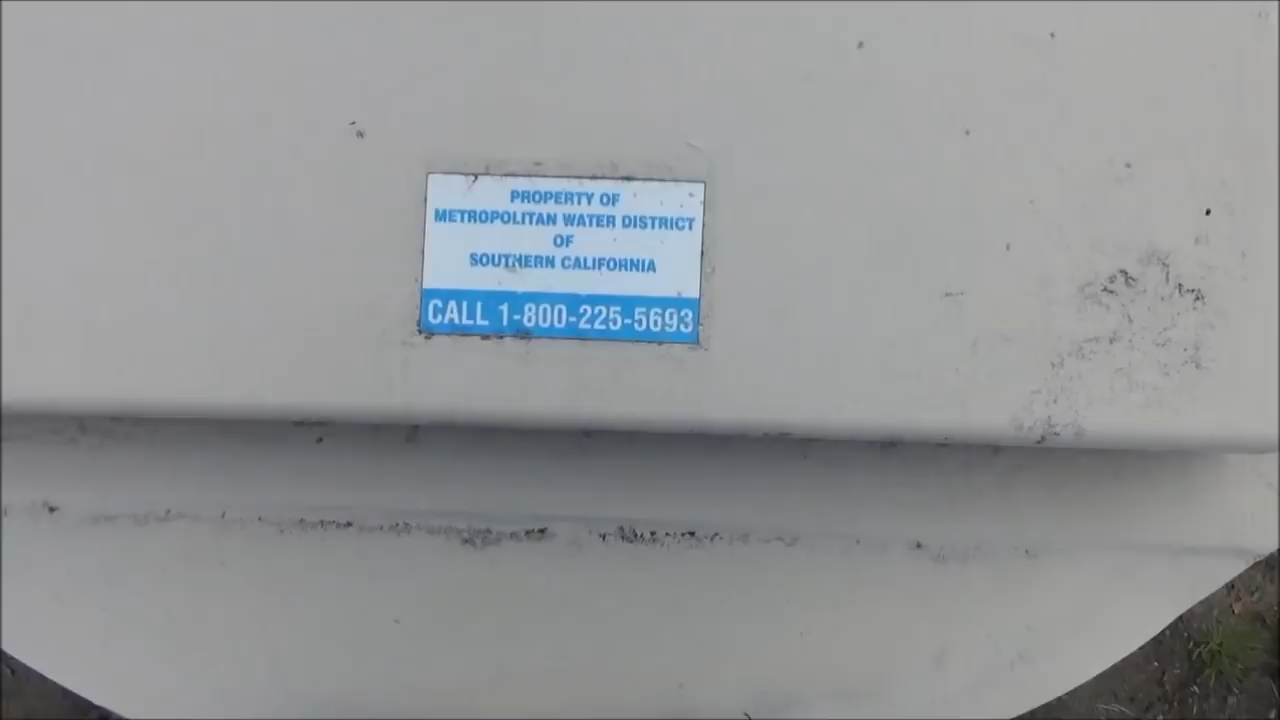 PROPERTY OF
METROPOLITAN WATER DISTRICT
OF
SOUTHERN CALIFORNIA
CALL 1-800-225-5693